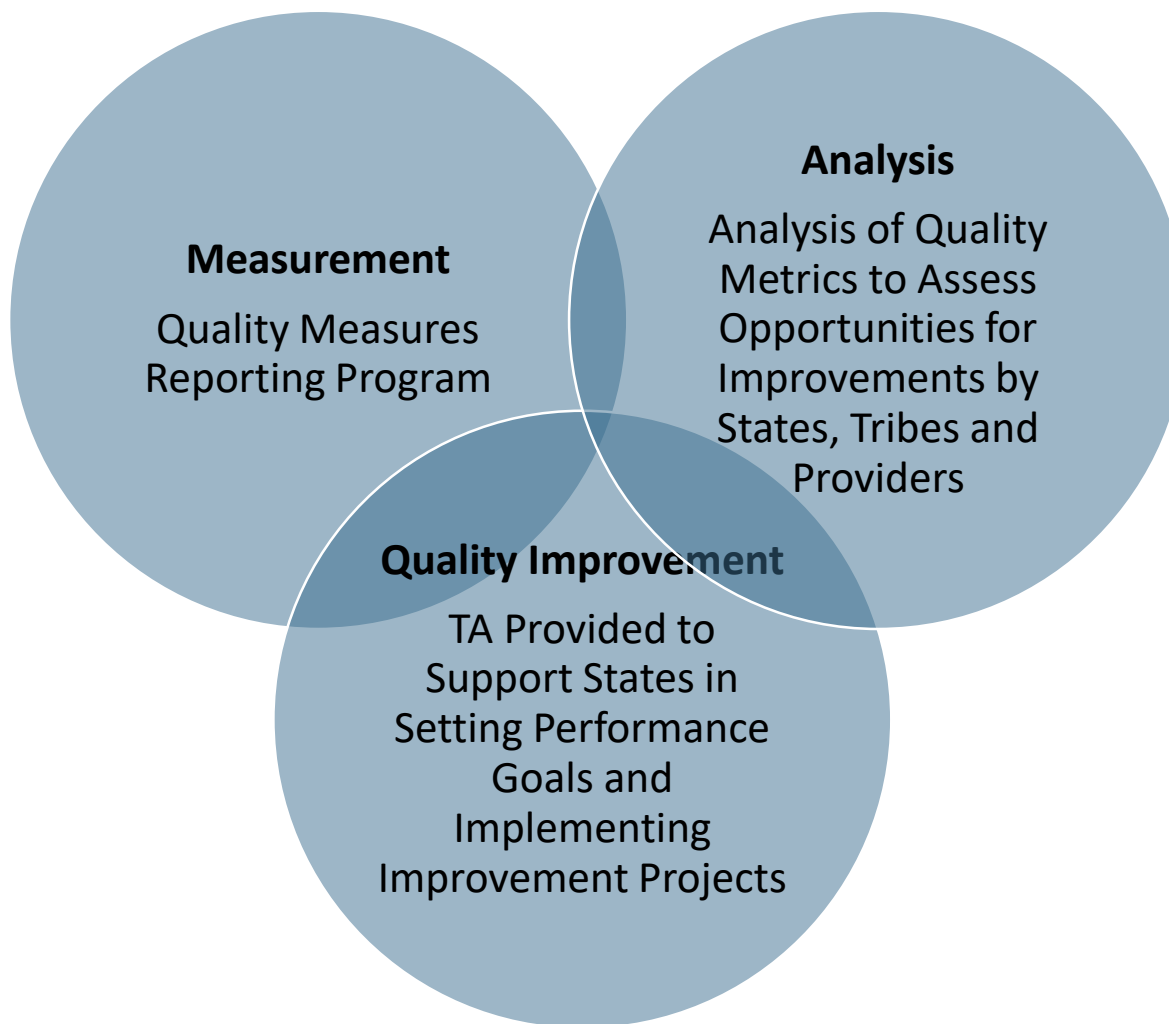 Measurement
Quality Measures
Reporting Program
Analysis
Analysis of Quality
Metrics to Assess
Opportunities for
Improvements by
States, Tribes and
Providers
Quality Improvement
TA Provided to
Support States in
Setting Performance
Goals and
Implementing
Improvement Projects